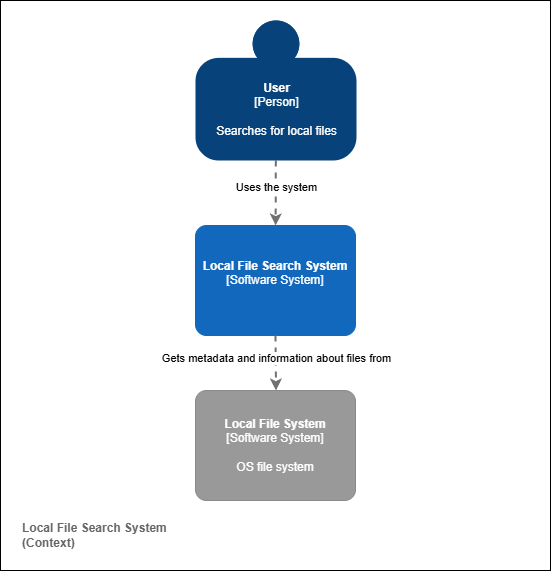 User
[Person]
Searches for local files
Uses the system
Local File Search System
[Software System]
Gets metadata and information about files from
Local File System
[Software System]
OS file system
Local File Search System
(Context)